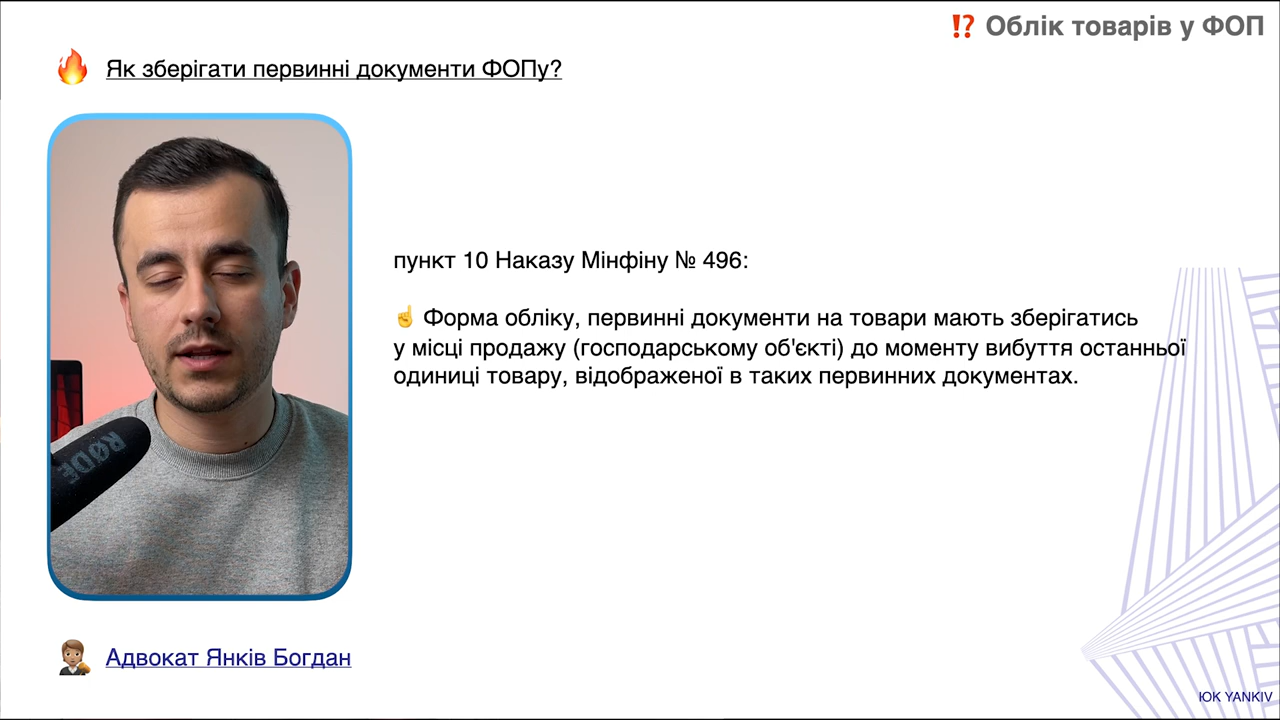 ⁉️ Облік товарів у ФОП
🔥 Як зберігати первинні документи ФОПу?
пункт 10 Наказу Мінфіну № 496:
☝️ Форма обліку, первинні документи на товари мають зберігатись
у місці продажу (господарському об'єкті) до моменту вибуття останньої
одиниці товару, відображеної в таких первинних документах.
RØDE
Адвокат Янків Богдан
ЮК YANKIV